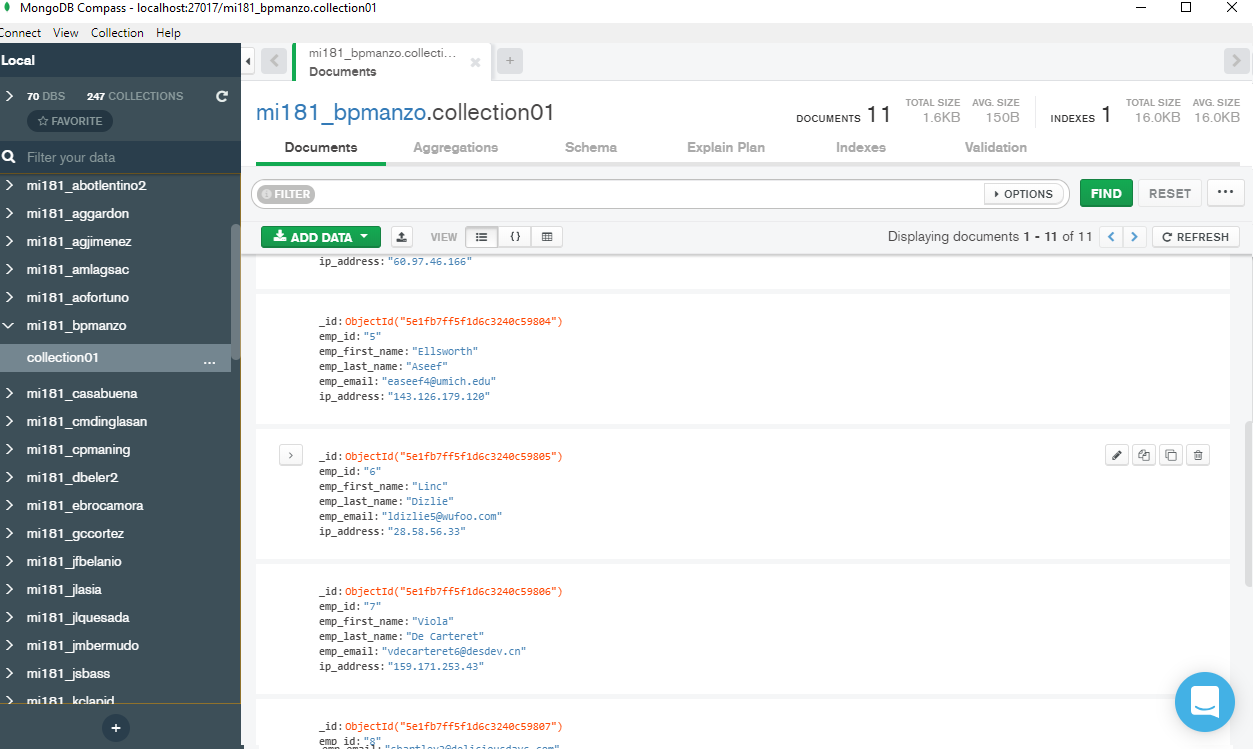 MongoDB Compass - localhost:27017/mi181_bpmanzo.collection01
Connect View Collection Help
Local
70 DBS 247 COLLECTIONS
FAVORITE
Filter your data
mi181_abotlentino2
mi181_aggardon
mi181_agjimenez
mi181_amlagsac
mi181_aofortuno
mi181_bpmanzo
collection01 ...
mi181_casabuena
mi181_cmdinglasan
mi181_cpmaning
mi181_dbeler2
mi181_ebrocamora
mi181_gccortez
mi181_jfbelanio
mi181_jlasia
mi181_jlquesada
mi181_jmbermudo
mi181_jsbass
mi181_kclapid
+
mi181_bpmanzo.collecti...
Documents
+
mi181_bpmanzo.collection01
DOCUMENTS 11
TOTAL SIZE 1.6KB
AVG. SIZE 150B
INDEXES 1
TOTAL SIZE 16.0KB
AVG. SIZE 16.0KB
Documents Aggregations Schema Explain Plan Indexes Validation
FILTER OPTIONS FIND RESET ...
ADD DATA VIEW {} Displaying documents 1 - 11 of 11 REFRESH
ip_address: "60.97.46.166"
_id: ObjectId("5e1fb7ff5f1d6c3240c59804")
emp_id: "5"
emp_first_name: "Ellsworth"
emp_last_name: "Aseef"
emp_email: "easeef4@umich.edu"
ip_address: "143.126.179.120"
_id: ObjectId("5e1fb7ff5f1d6c3240c59805")
emp_id: "6"
emp_first_name: "Linc"
emp_last_name: "Dizlie"
emp_email: "ldizlie5@wufoo.com"
ip_address: "28.58.56.33"
_id: ObjectId("5e1fb7ff5f1d6c3240c59806")
emp_id: "7"
emp_first_name: "Viola"
emp_last_name: "De Carteret"
emp_email: "vdecarteret6@desdev.cn"
ip_address: "159.171.253.43"
_id: ObjectId("5e1fb7ff5f1d6c3240c59807")
emp_id: "8"